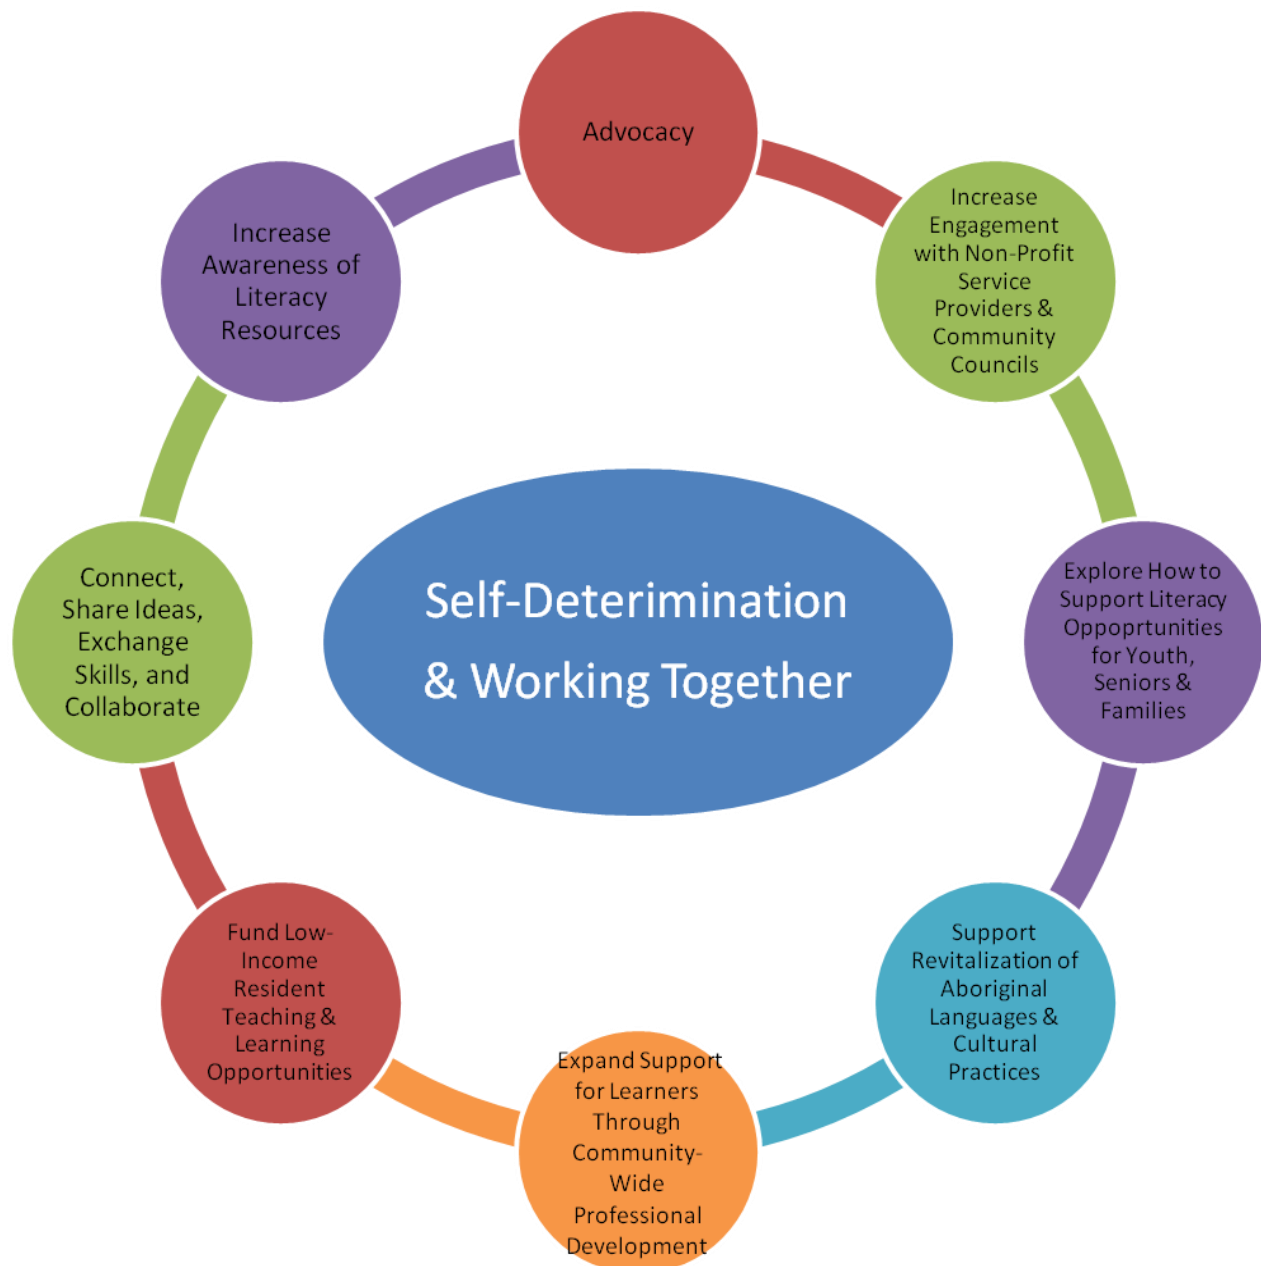 Advocacy
Increase
Engagement
with Non-Profit
Service
Providers &
Community
Councils
Explore How to
Support Literacy
Oppoprtunities
for Youth,
Seniors &
Families
Support
Revitalization of
Aboriginal
Languages &
Cultural
Practices
Expand Support
for Learners
Through
Community-
Wide
Professional
Development
Fund Low-
Income
Resident
Teaching &
Learning
Opportunities
Connect,
Share Ideas,
Exchange
Skills, and
Collaborate
Increase
Awareness of
Literacy
Resources
Self-Deterimination
& Working Together